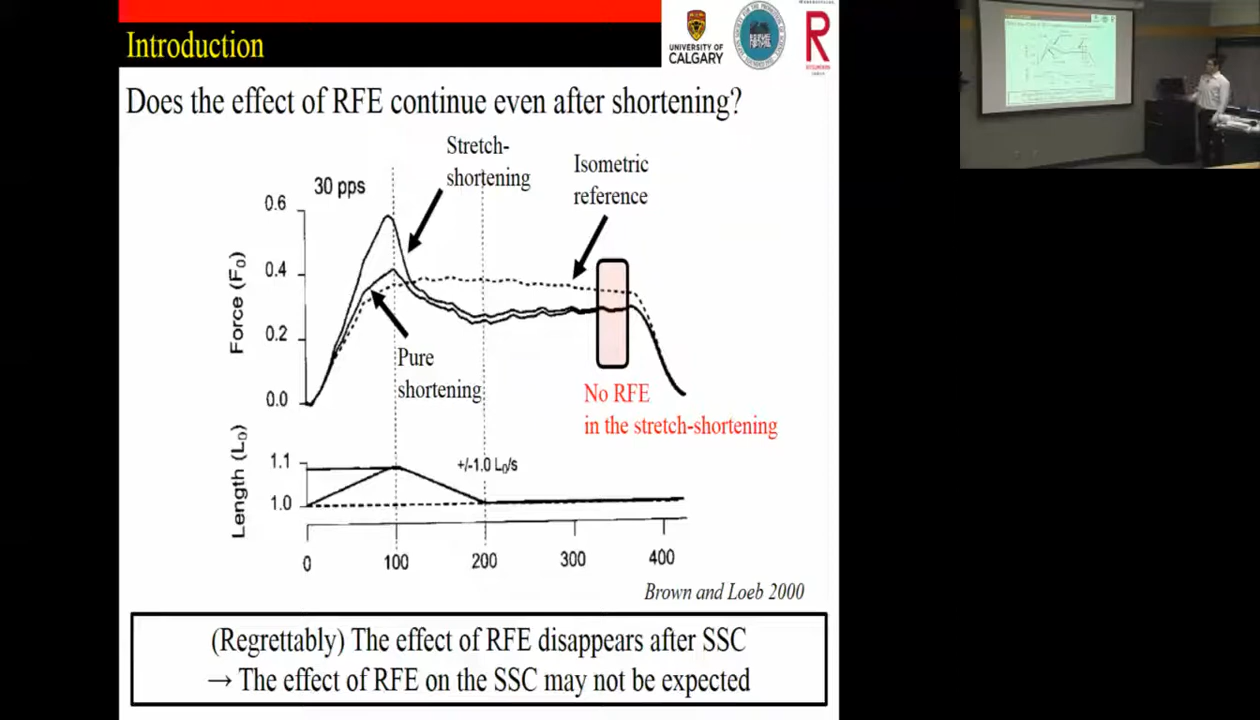 Introduction
UNIVERSITY OF
CALGARY
R
Does the effect of RFE continue even after shortening?
Stretch-
shortening
Isometric
reference
30 pps
0.6
0.4
0.2
0.0
Force (F₀)
Pure
shortening
No RFE
in the stretch-shortening
Length (L₀)
1.1
1.0
+/-1.0 L₀/s
0
100
200
300
400
Brown and Loeb 2000
(Regrettably) The effect of RFE disappears after SSC
→ The effect of RFE on the SSC may not be expected